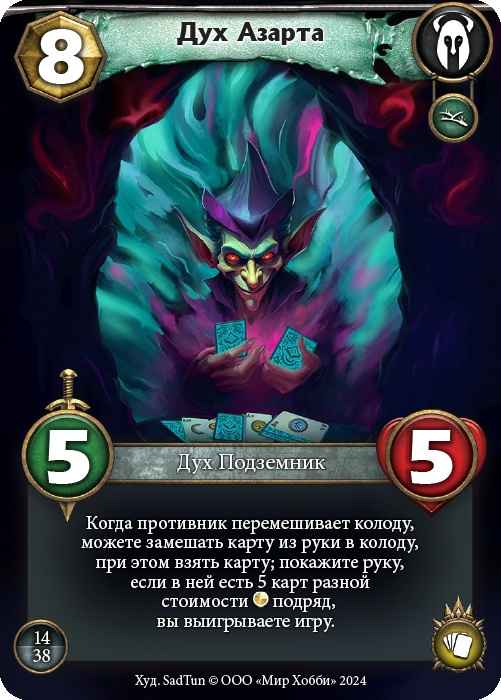 8
Дух Азарта
5
Дух Подземник
5
Когда противник перемешивает колоду,
можете замешать карту из руки в колоду,
при этом взять карту; покажите руку,
если в ней есть 5 карт разной
стоимости подряд,
вы выигрываете игру.
14
38
Худ. SadTun © ООО «Мир Хобби» 2024